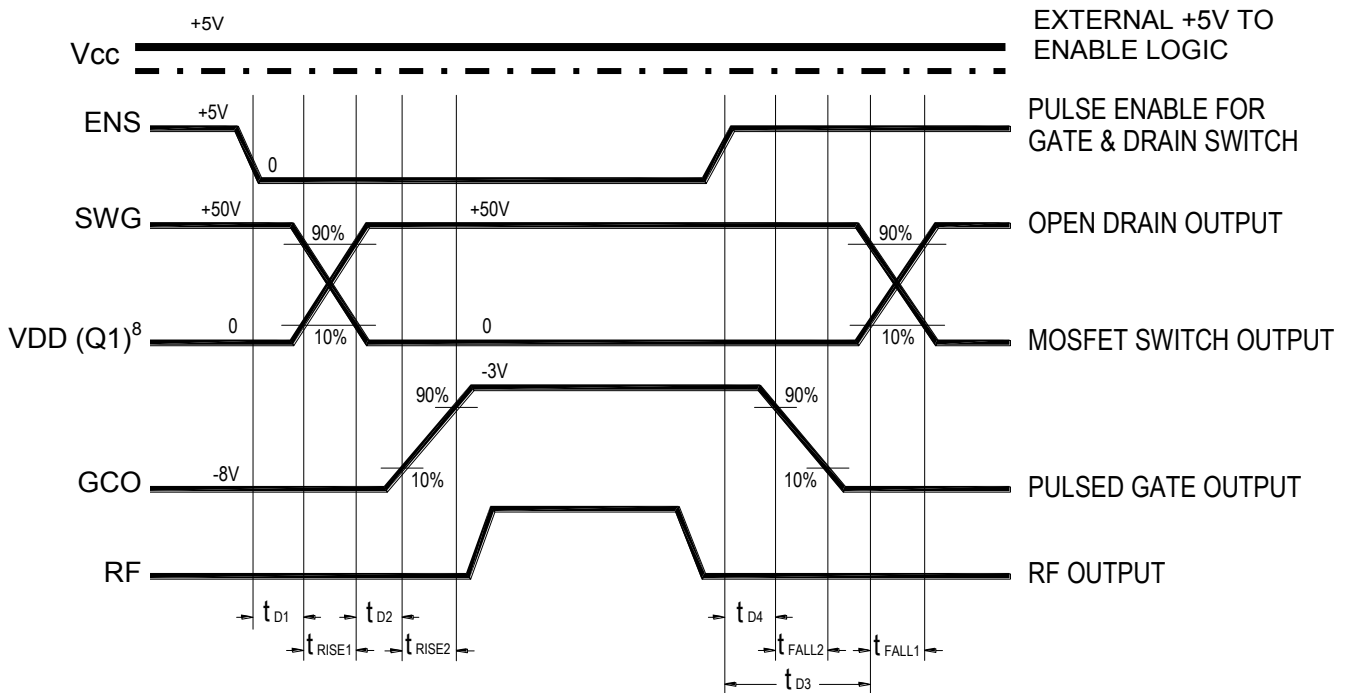 +5V
Vcc
EXTERNAL +5V TO
ENABLE LOGIC
ENS
+5V
0
PULSE ENABLE FOR
GATE & DRAIN SWITCH
SWG
+50V
+50V
90%
90%
OPEN DRAIN OUTPUT
VDD (Q1)8
0
10%
0
10%
MOSFET SWITCH OUTPUT
-3V
90%
90%
GCO
-8V
10%
10%
PULSED GATE OUTPUT
RF
RF OUTPUT
tD1
tD2
tD4
tRISE1
tRISE2
tFALL2
tFALL1
tD3